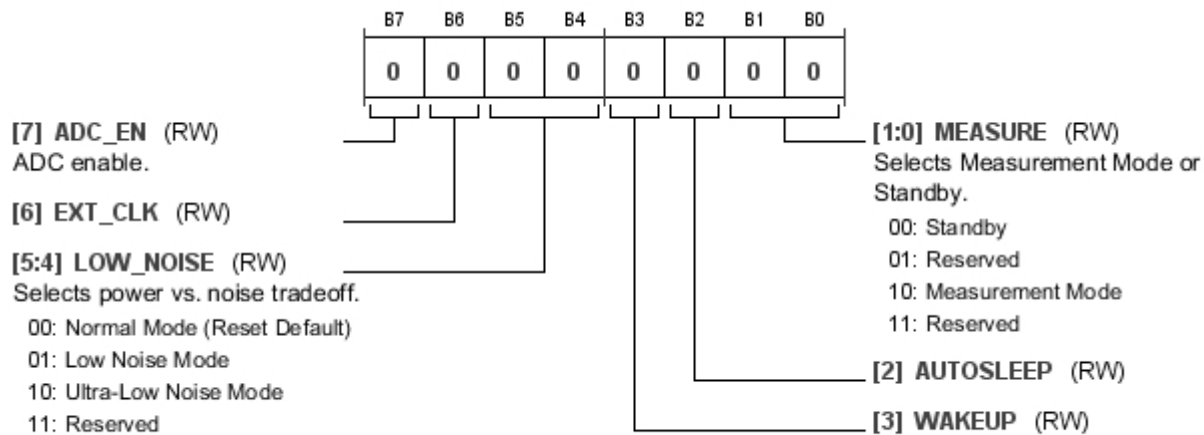 B7 B6 B5 B4 B3 B2 B1 B0
0 0 0 0 0 0 0 0
[7] ADC_EN (RW)
ADC enable.
[6] EXT_CLK (RW)
[5:4] LOW_NOISE (RW)
Selects power vs. noise tradeoff.
00: Normal Mode (Reset Default)
01: Low Noise Mode
10: Ultra-Low Noise Mode
11: Reserved
[1:0] MEASURE (RW)
Selects Measurement Mode or
Standby.
00: Standby
01: Reserved
10: Measurement Mode
11: Reserved
[2] AUTOSLEEP (RW)
[3] WAKEUP (RW)